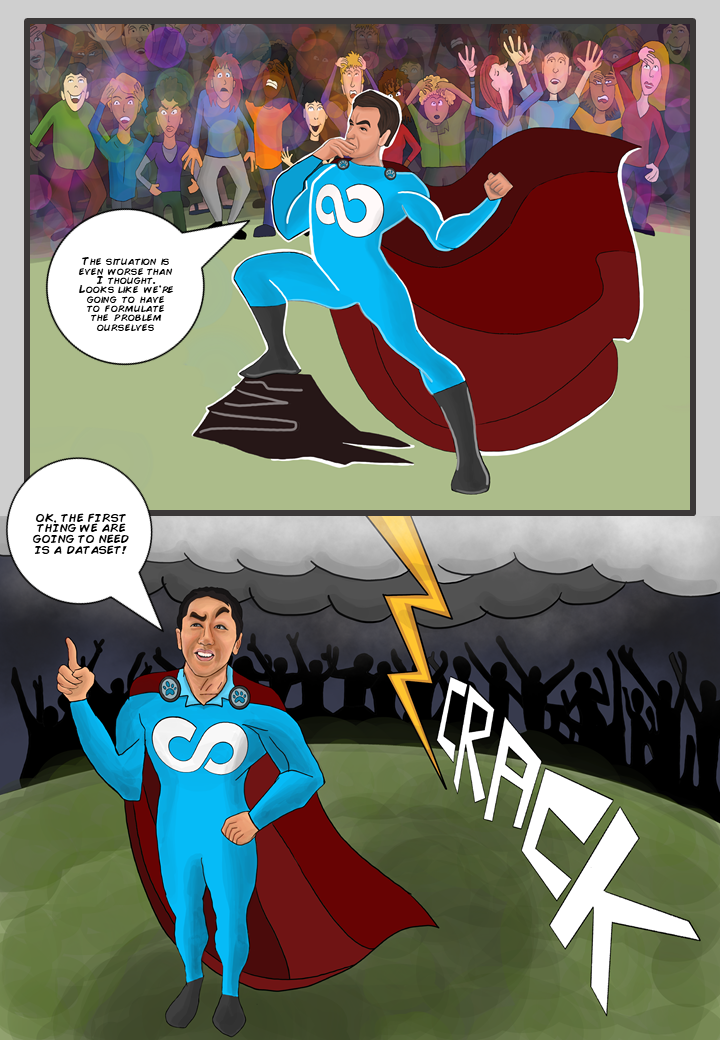 THE SITUATION IS
EVEN WORSE THAN
I THOUGHT.
LOOKS LIKE WE'RE
GOING TO HAVE
TO FORMULATE
THE PROBLEM
OURSELVES
OK, THE FIRST
THING WE ARE
GOING TO NEED
IS A DATASET!
CRACK